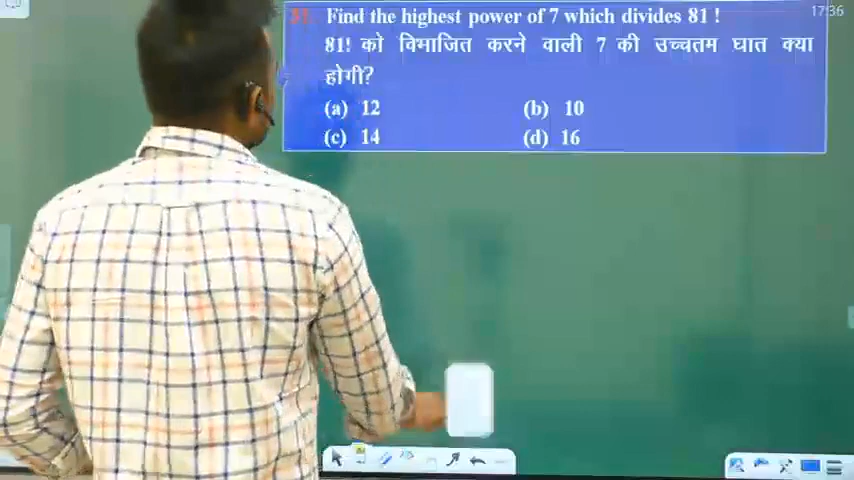 17:36
31. Find the highest power of 7 which divides 81 !
81! को विभाजित करने वाली 7 की उच्चतम घात क्या
होगी?
(a) 12 (b) 10
(c) 14 (d) 16